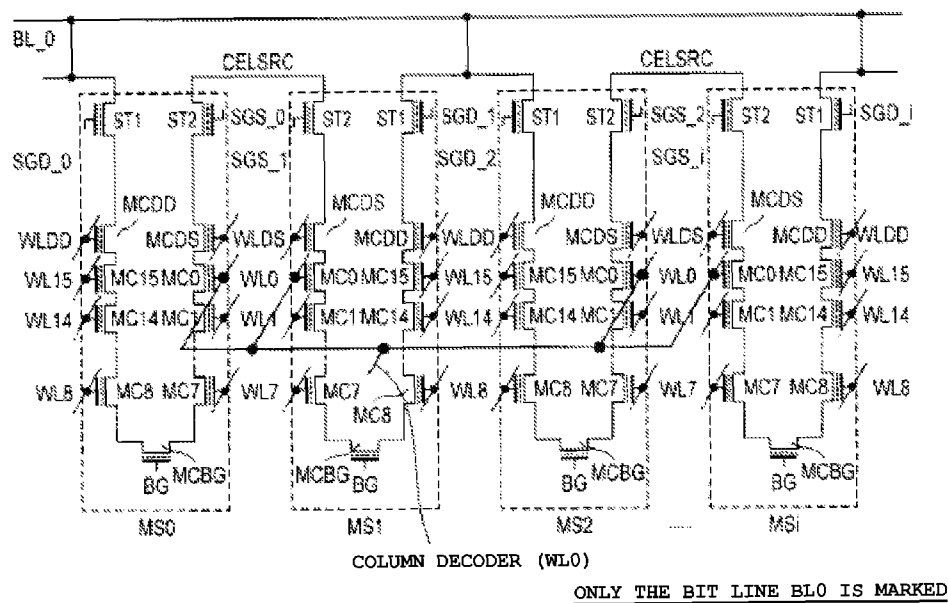 BL_0
CELSRC CELSRC
ST1 ST2 SGS_0 ST2 ST1 SGD_1 ST1 ST2 SGS_2 ST2 ST1 SGD_i
SGD_0 SGS_1 SGD_2 SGS_i
MCDD MCDS MCDD MCDS
WLDD MCDS WLDS MCDD WLDD MCDS WLDS MCDD WLDD
WL15 MC15 MC0 WL0 MC0 MC15 WL15 MC15 MC0 WL0 MC0 MC15 WL15
WL14 MC14 MC1 WL1 MC1 MC14 WL14 MC14 MC1 WL1 MC1 MC14 WL14
WL8 MC8 MC7 WL7 MC7 WL8 MC8 MC7 WL7 MC7 MC8 WL8
MC8
MCBG MCBG MCBG MCBG
BG BG BG BG
MS0 MS1 MS2 ...... MSi
COLUMN DECODER (WL0)
ONLY THE BIT LINE BL0 IS MARKED